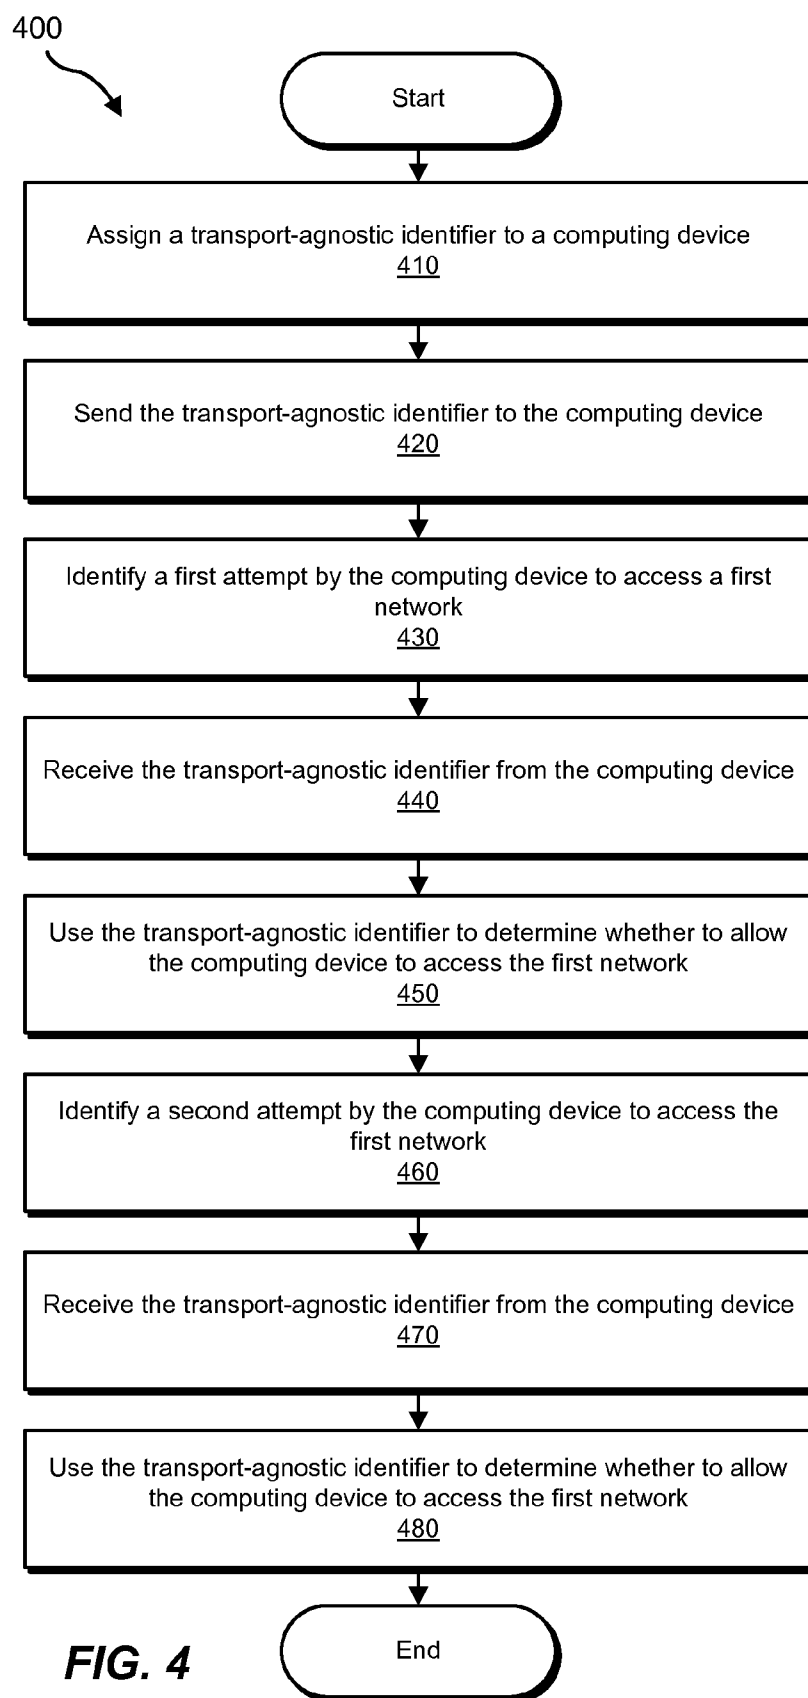 400
Start
Assign a transport-agnostic identifier to a computing device
410
Send the transport-agnostic identifier to the computing device
420
Identify a first attempt by the computing device to access a first
network
430
Receive the transport-agnostic identifier from the computing device
440
Use the transport-agnostic identifier to determine whether to allow
the computing device to access the first network
450
Identify a second attempt by the computing device to access the
first network
460
Receive the transport-agnostic identifier from the computing device
470
Use the transport-agnostic identifier to determine whether to allow
the computing device to access the first network
480
End
FIG. 4